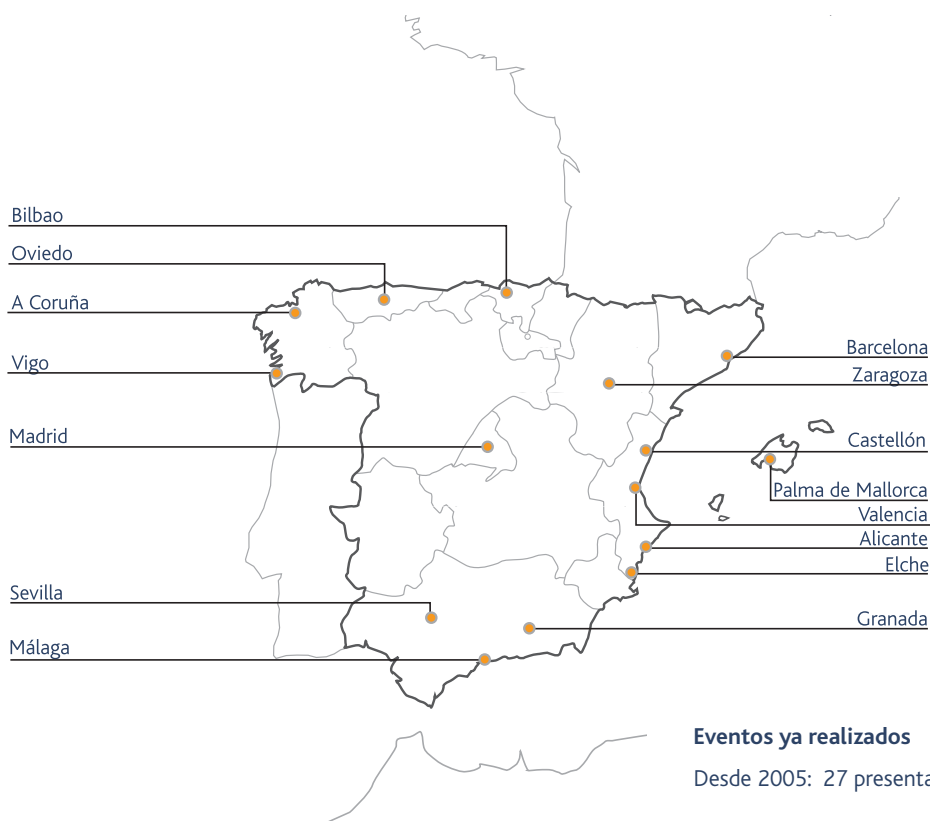 Bilbao
Oviedo
A Coruña
Vigo
Madrid
Sevilla
Málaga
Barcelona
Zaragoza
Castellón
Palma de Mallorca
Valencia
Alicante
Elche
Granada
Eventos ya realizados
Desde 2005: 27 presenta